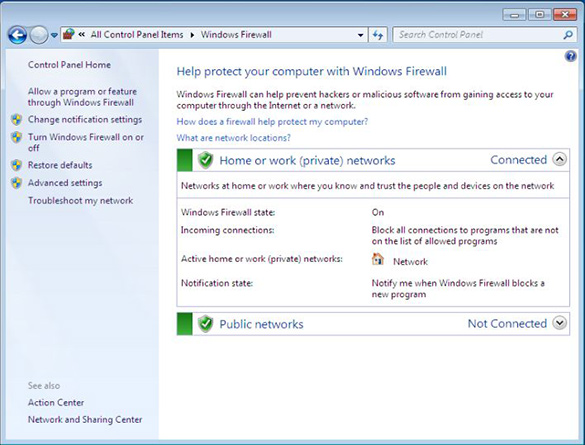 « All Control Panel Items ▸ Windows Firewall
Search Control Panel
Control Panel Home
Allow a program or feature
through Windows Firewall
Change notification settings
Turn Windows Firewall on or
off
Restore defaults
Advanced settings
Troubleshoot my network
See also
Action Center
Network and Sharing Center
Help protect your computer with Windows Firewall
Windows Firewall can help prevent hackers or malicious software from gaining access to your
computer through the Internet or a network.
How does a firewall help protect my computer?
What are network locations?
Home or work (private) networks Connected
Networks at home or work where you know and trust the people and devices on the network
Windows Firewall state: On
Incoming connections: Block all connections to programs that are not
on the list of allowed programs
Active home or work (private) networks: Network
Notification state: Notify me when Windows Firewall blocks a
new program
Public networks Not Connected